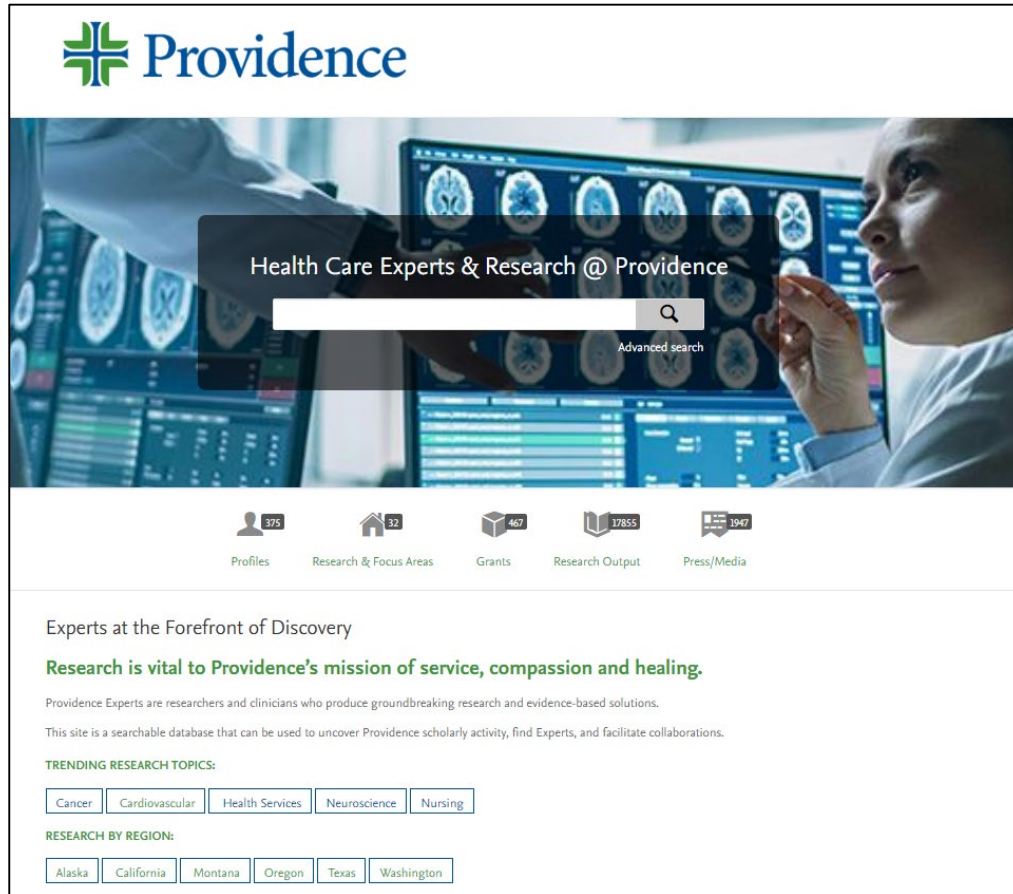 Providence
Health Care Experts & Research @ Providence
Advanced search
375 32 467 17855 1947
Profiles Research & Focus Areas Grants Research Output Press/Media
Experts at the Forefront of Discovery
Research is vital to Providence's mission of service, compassion and healing.
Providence Experts are researchers and clinicians who produce groundbreaking research and evidence-based solutions.
This site is a searchable database that can be used to uncover Providence scholarly activity, find Experts, and facilitate collaborations.
TRENDING RESEARCH TOPICS:
Cancer Cardiovascular Health Services Neuroscience Nursing
RESEARCH BY REGION:
Alaska California Montana Oregon Texas Washington